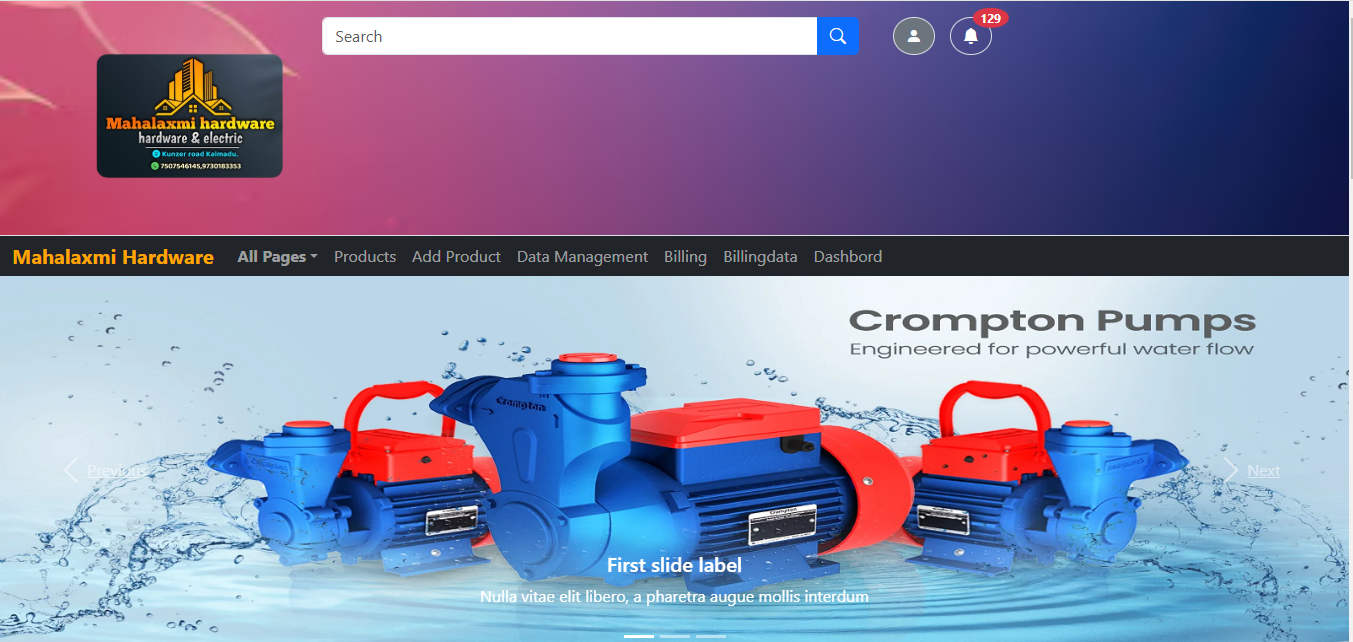 Search
129
Mahalaxmi hardware
hardware & electric
Kunzer road Kalmadu.
7507546145,9730183353
Mahalaxmi Hardware All Pages Products Add Product Data Management Billing Billingdata Dashbord
Crompton Pumps
Engineered for powerful water flow
Crompton
Crompton
Previous
Next
First slide label
Nulla vitae elit libero, a pharetra augue mollis interdum